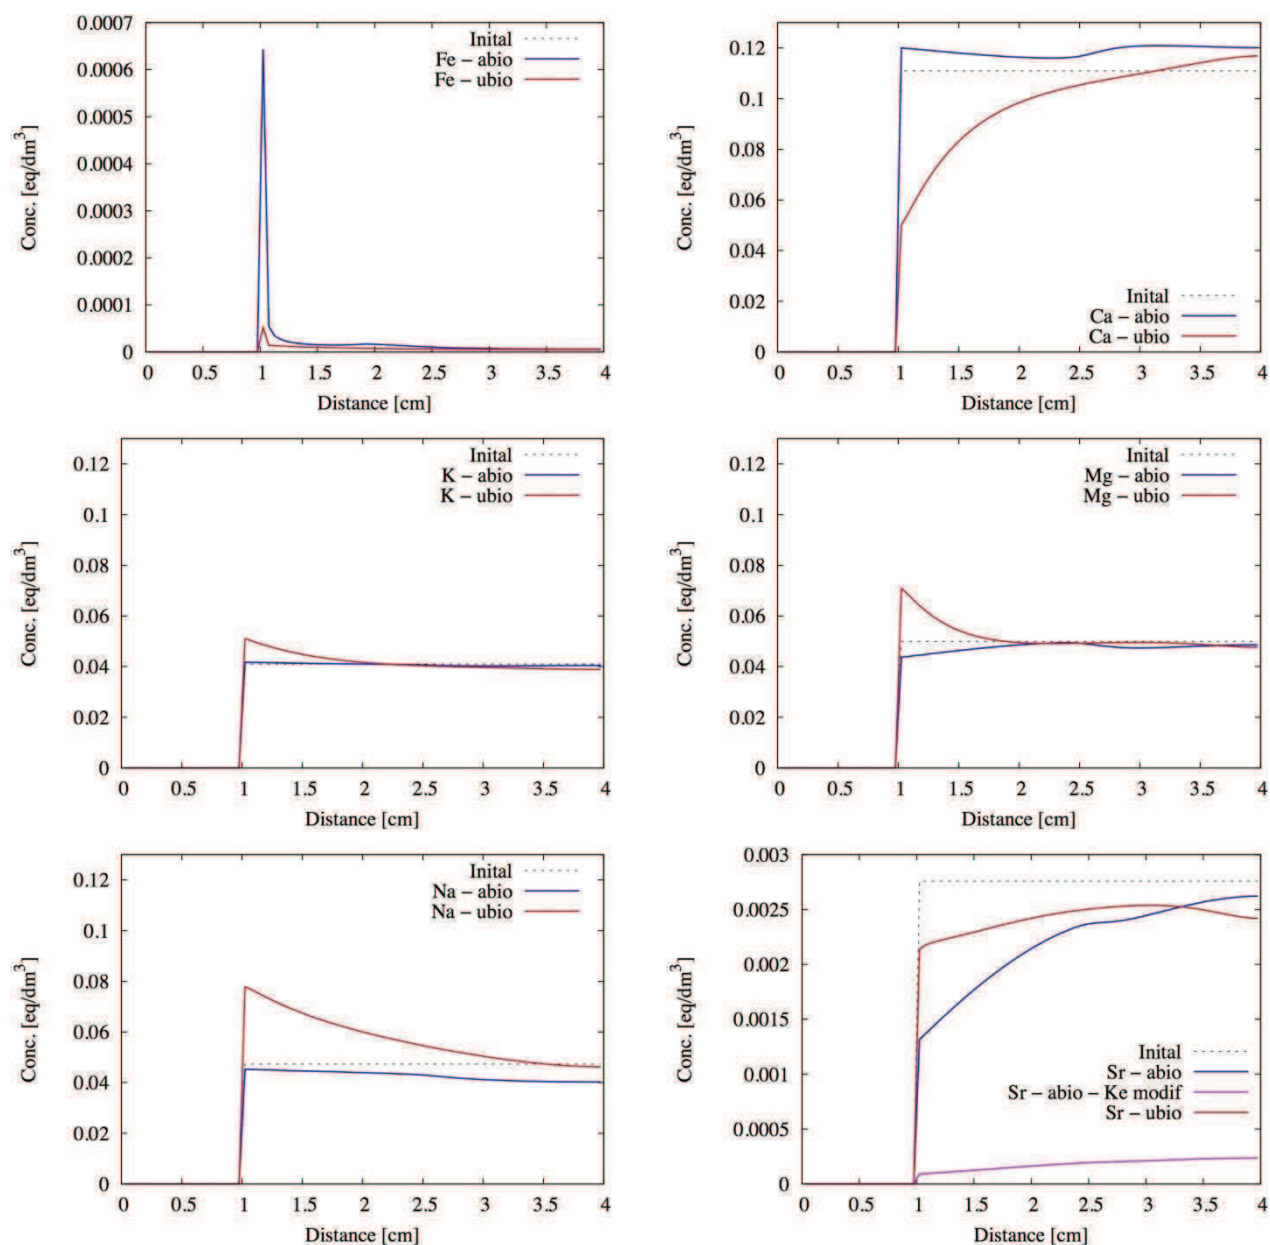 Conc. [eq/dm³]
0.0007
0.0006
0.0005
0.0004
0.0003
0.0002
0.0001
0
Inital
Fe – abio
Fe – ubio
0 0.5 1 1.5 2 2.5 3 3.5 4
Distance [cm]
Conc. [eq/dm³]
0.12
0.1
0.08
0.06
0.04
0.02
0
Inital
Ca – abio
Ca – ubio
0 0.5 1 1.5 2 2.5 3 3.5 4
Distance [cm]
Conc. [eq/dm³]
0.12
0.1
0.08
0.06
0.04
0.02
0
Inital
K – abio
K – ubio
0 0.5 1 1.5 2 2.5 3 3.5 4
Distance [cm]
Conc. [eq/dm³]
0.12
0.1
0.08
0.06
0.04
0.02
0
Inital
Mg – abio
Mg – ubio
0 0.5 1 1.5 2 2.5 3 3.5 4
Distance [cm]
Conc. [eq/dm³]
0.12
0.1
0.08
0.06
0.04
0.02
0
Inital
Na – abio
Na – ubio
0 0.5 1 1.5 2 2.5 3 3.5 4
Distance [cm]
Conc. [eq/dm³]
0.003
0.0025
0.002
0.0015
0.001
0.0005
0
Inital
Sr – abio
Sr – abio – Ke modif
Sr – ubio
0 0.5 1 1.5 2 2.5 3 3.5 4
Distance [cm]